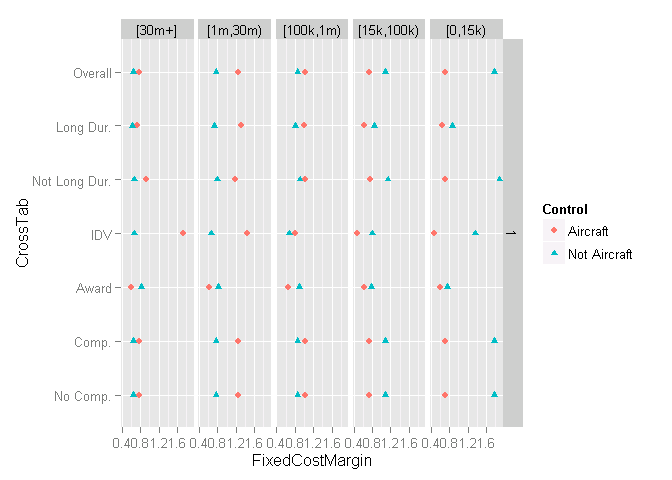 [30m+] [1m,30m) [100k,1m) [15k,100k) [0,15k)
Overall
Long Dur.
Not Long Dur.
IDV
Award
Comp.
No Comp.
CrossTab
1
0.40.81.21.6 0.40.81.21.6 0.40.81.21.6 0.40.81.21.6 0.40.81.21.6
FixedCostMargin
Control
Aircraft
Not Aircraft